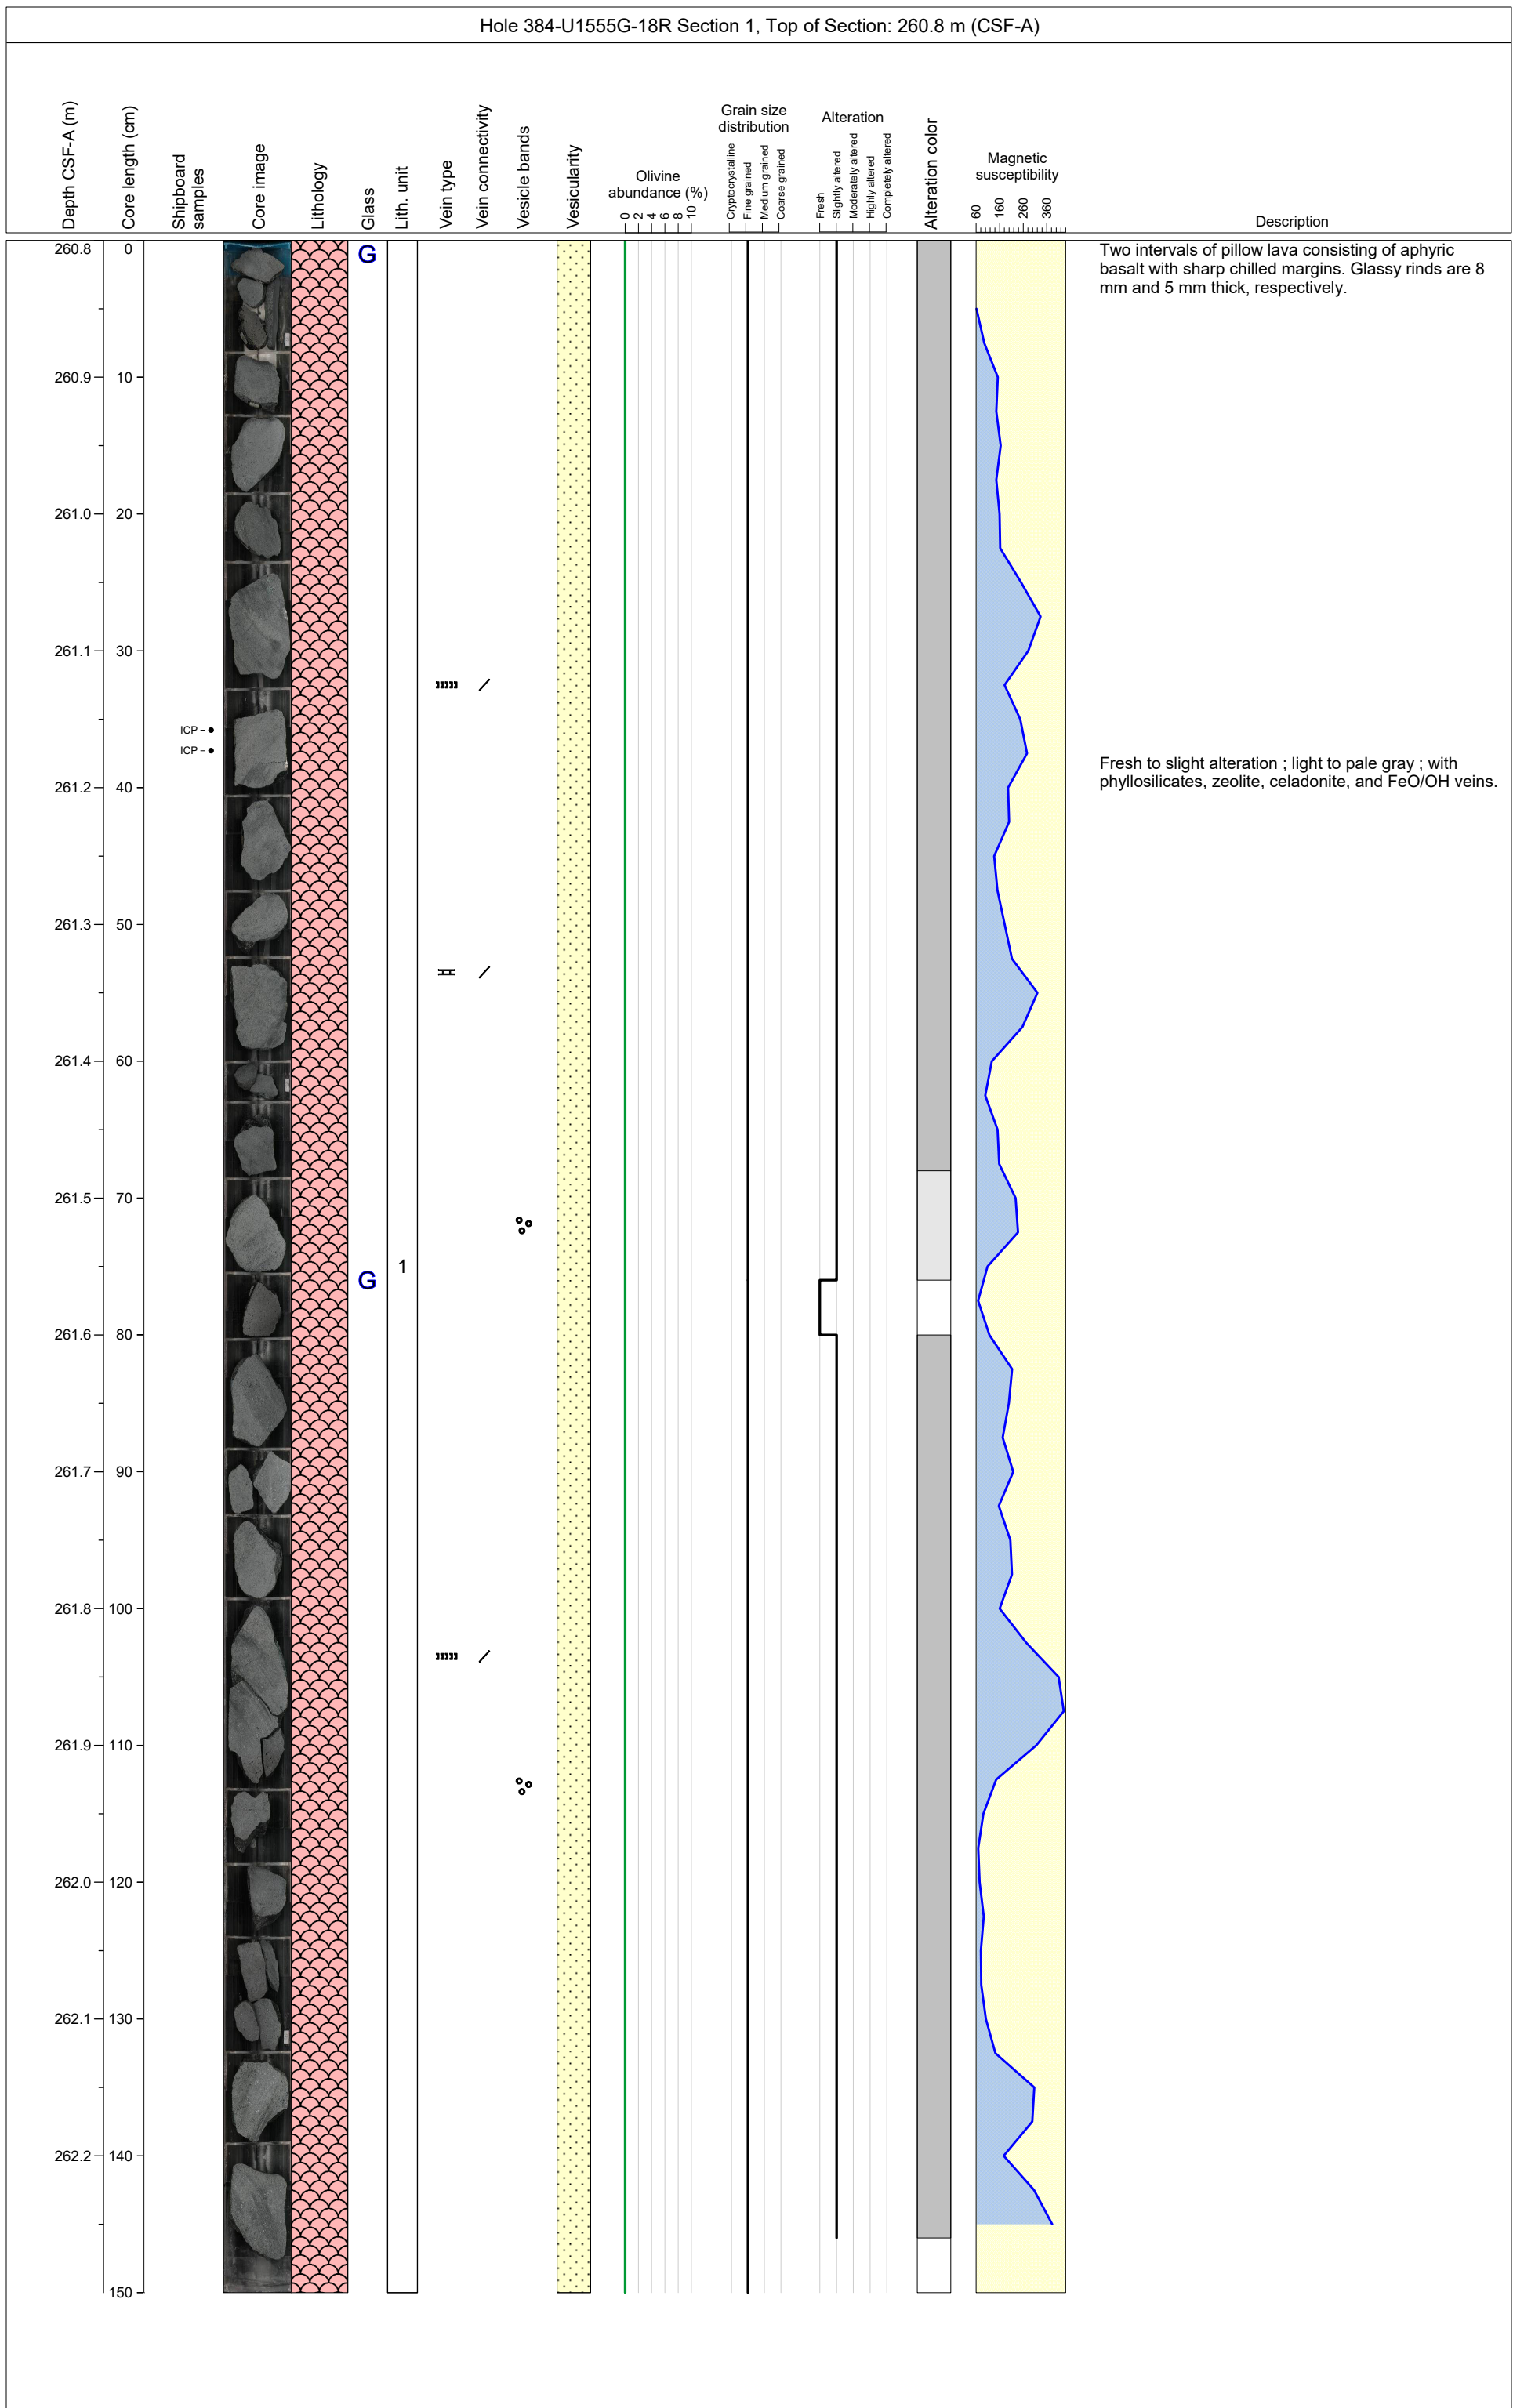 Hole 384-U1555G-18R Section 1, Top of Section: 260.8 m (CSF-A)
Depth CSF-A (m)
Core length (cm)
Shipboard
samples
Core image
Lithology
Glass
Lith. unit
Vein type
Vein connectivity
Vesicle bands
Vesicularity
Olivine
abundance (%)
0 2 4 6 8 10
Grain size
distribution
Cryptocrystalline
Fine grained
Medium grained
Coarse grained
Alteration
Fresh
Slightly altered
Moderately altered
Highly altered
Completely altered
Alteration color
Magnetic
susceptibility
60 160 260 360
Description
260.8 0
G
Two intervals of pillow lava consisting of aphyric
basalt with sharp chilled margins. Glassy rinds are 8
mm and 5 mm thick, respectively.
260.9 10
261.0 20
261.1 30
ICP
ICP
Fresh to slight alteration ; light to pale gray ; with
phyllosilicates, zeolite, celadonite, and FeO/OH veins.
261.2 40
261.3 50
261.4 60
261.5 70
1
G
261.6 80
261.7 90
261.8 100
261.9 110
262.0 120
262.1 130
262.2 140
150